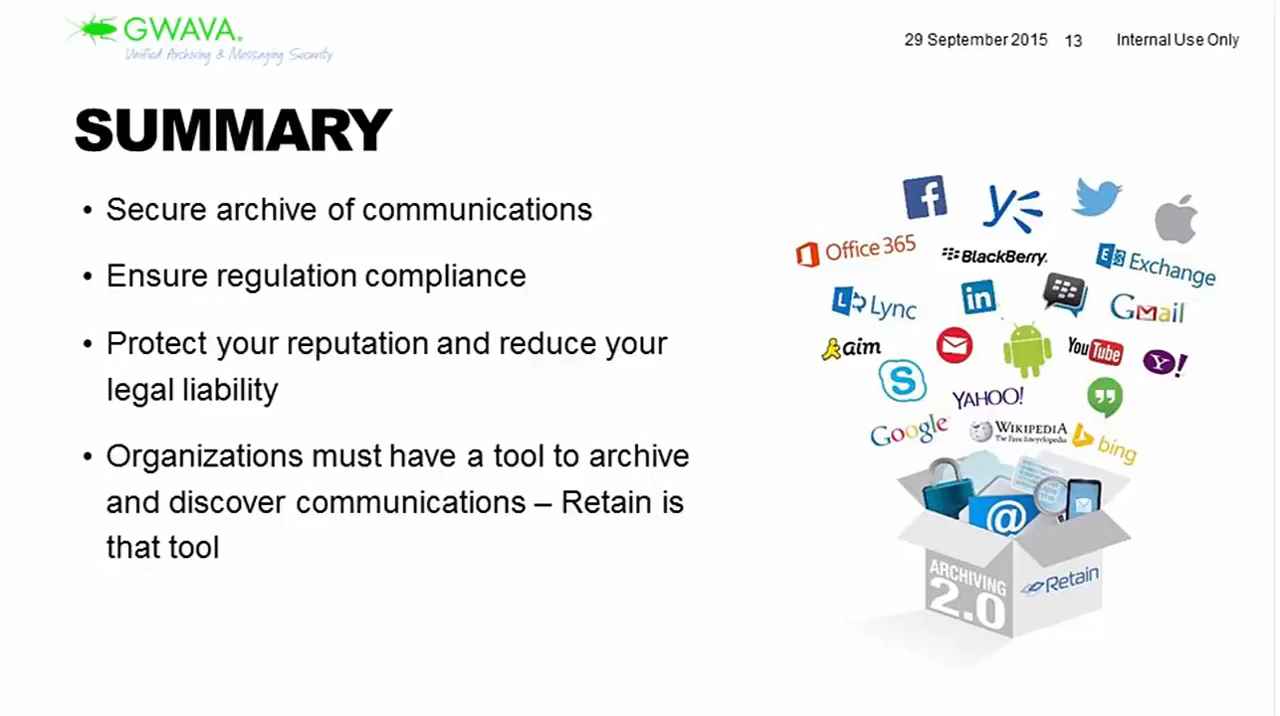 GWAVA®
Unified Archiving & Messaging Security
29 September 2015 13 Internal Use Only
SUMMARY
• Secure archive of communications
• Ensure regulation compliance
• Protect your reputation and reduce your
legal liability
• Organizations must have a tool to archive
and discover communications – Retain is
that tool
f
Office 365
BlackBerry
Exchange
Lync
in
Gmail
aim
YouTube
Y!
S
YAHOO!
Google
WIKIPEDIA
The Free Encyclopedia
bing
@
ARCHIVING
2.0
Retain